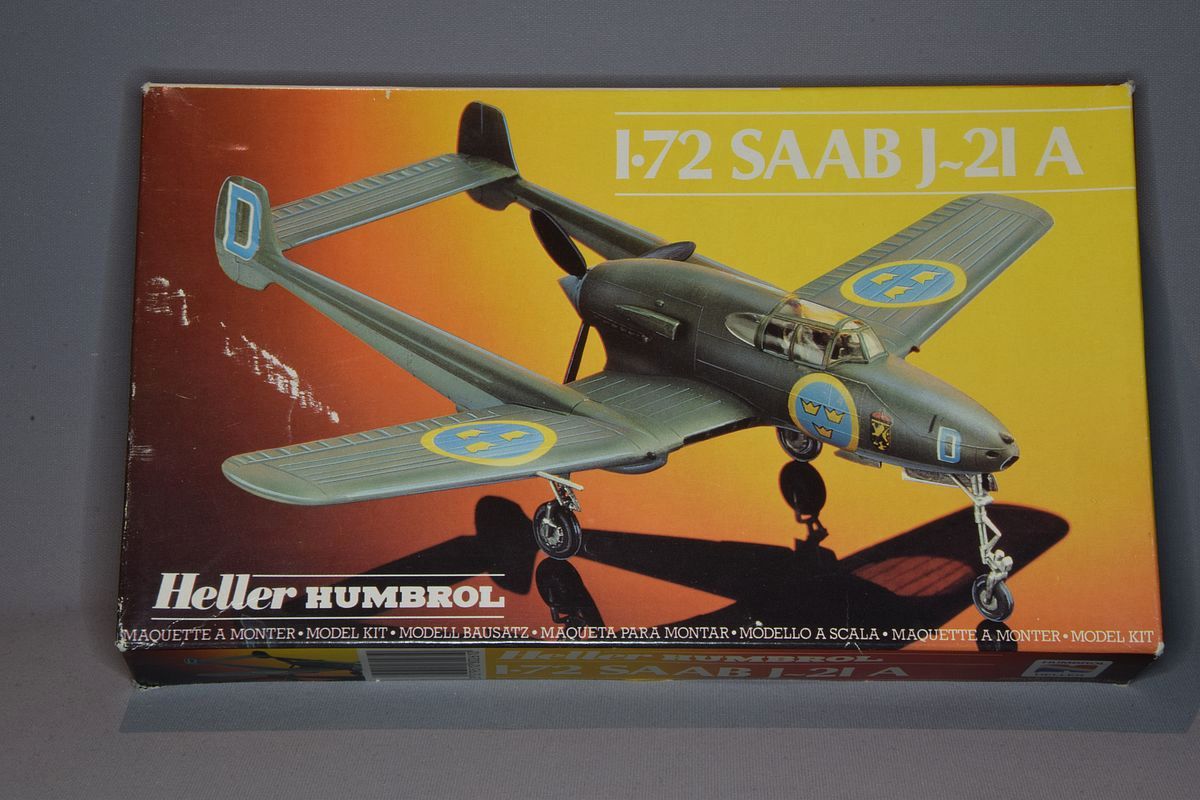 1·72 SAAB J~21 A
D
D
Heller HUMBROL
MAQUETTE A MONTER • MODEL KIT • MODELL BAUSATZ • MAQUETA PARA MONTAR • MODELLO A SCALA • MAQUETTE A MONTER • MODEL KIT
Heller HUMBROL
1·72 SAAB J~21 A
HUMBROL